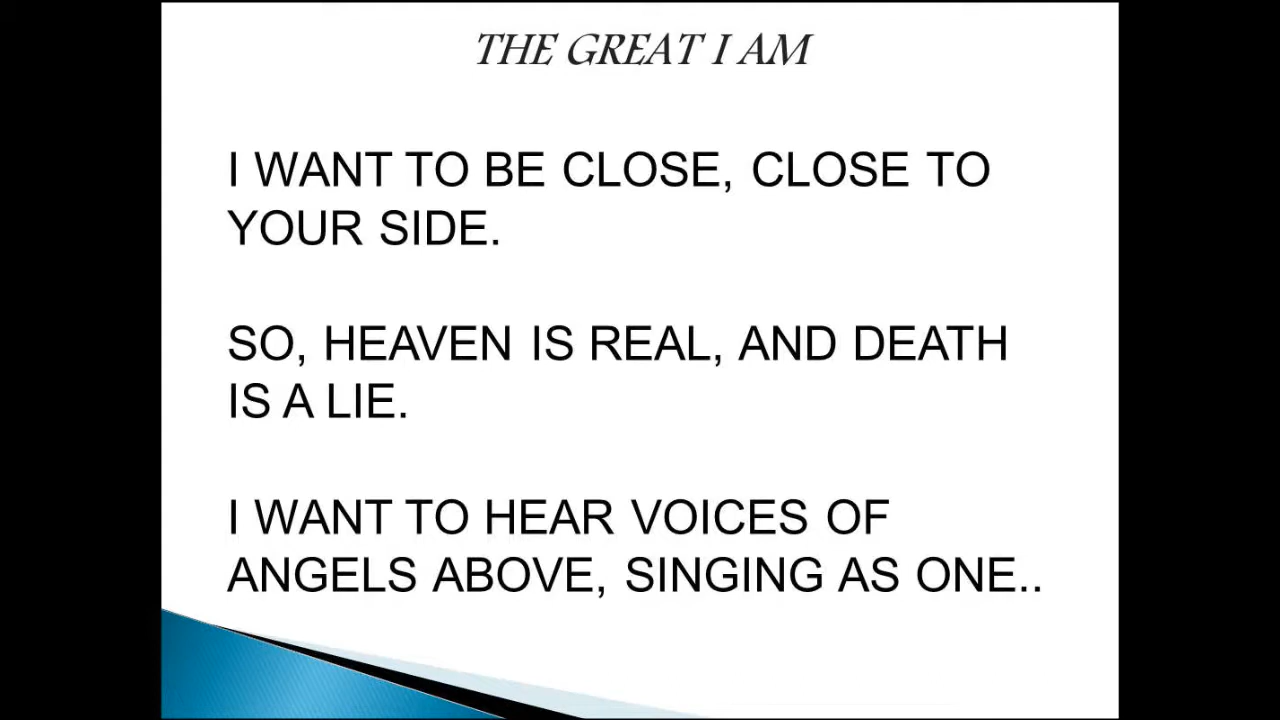 THE GREAT I AM
I WANT TO BE CLOSE, CLOSE TO
YOUR SIDE.
SO, HEAVEN IS REAL, AND DEATH
IS A LIE.
I WANT TO HEAR VOICES OF
ANGELS ABOVE, SINGING AS ONE..